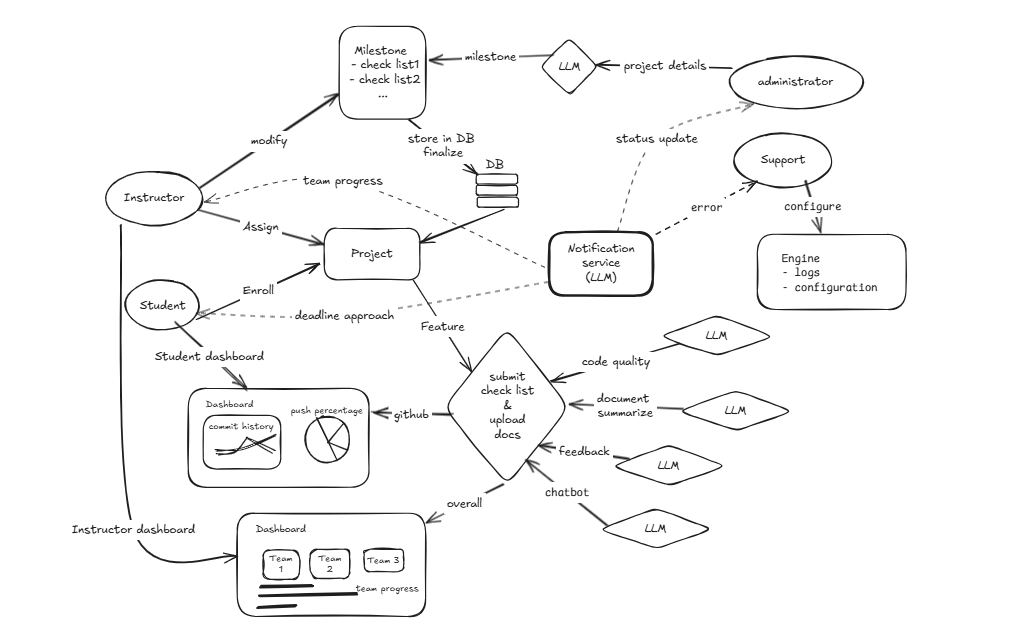 Milestone
- check list1
- check list2
...
milestone
LLM
project details
administrator
modify
store in DB
finalize
DB
status update
Support
error
configure
team progress
Instructor
Assign
Project
Notification
service
(LLM)
Engine
- logs
- configuration
Student
Enroll
deadline approach
Feature
Student dashboard
LLM
code quality
submit
check list
&
upload
docs
document
summarize
LLM
Dashboard
commit history
push percentage
github
feedback
LLM
chatbot
LLM
overall
Instructor dashboard
Dashboard
Team
1
Team
2
Team 3
team progress